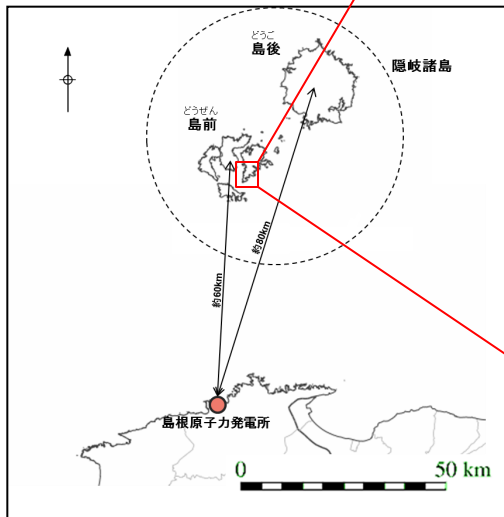 どうご
島後
隠岐諸島
どうぜん
島前
約80km
約60km
島根原子力発電所
0 50 km